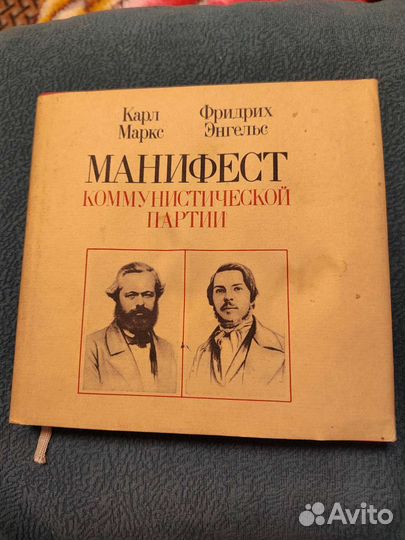 Карл Фридрих
Маркс Энгельс
МАНИФЕСТ
КОММУНИСТИЧЕСКОЙ
ПАРТИИ
Avito